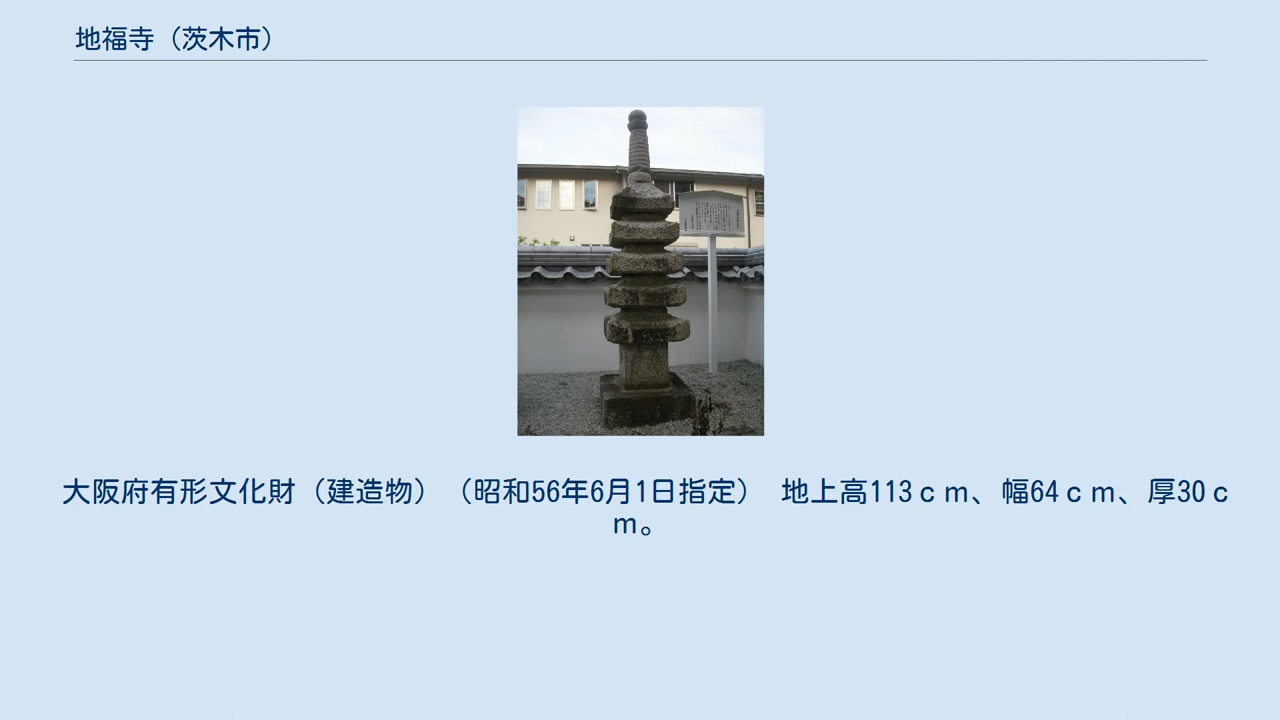 地福寺（茨木市）
大阪府有形文化財（建造物）（昭和56年6月1日指定） 地上高113ｃｍ、幅64ｃｍ、厚30ｃ
ｍ。